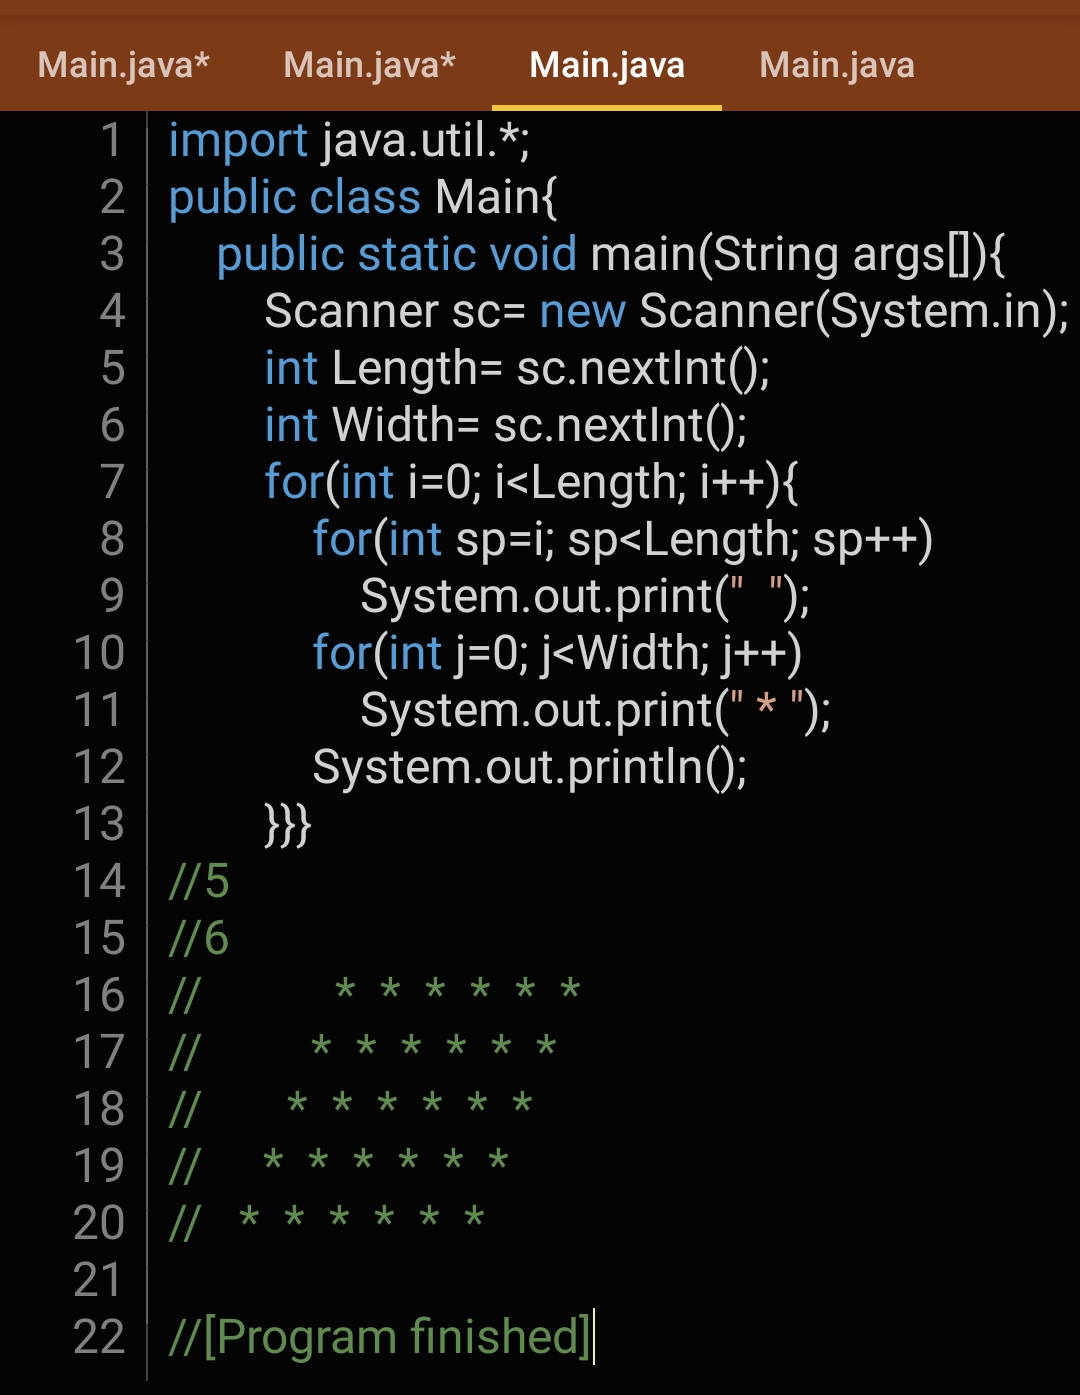 Main.java* Main.java* Main.java Main.java
1 import java.util.*;
2 public class Main{
3     public static void main(String args[]){
4         Scanner sc= new Scanner(System.in);
5         int Length= sc.nextInt();
6         int Width= sc.nextInt();
7         for(int i=0; i<Length; i++){
8             for(int sp=i; sp<Length; sp++)
9                 System.out.print("  ");
10             for(int j=0; j<Width; j++)
11                 System.out.print(" * ");
12             System.out.println();
13         }}}
14 //5
15 //6
16 //           *  *  *  *  *  *
17 //         *  *  *  *  *  *
18 //       *  *  *  *  *  *
19 //     *  *  *  *  *  *
20 //   *  *  *  *  *  *
21
22 //[Program finished]